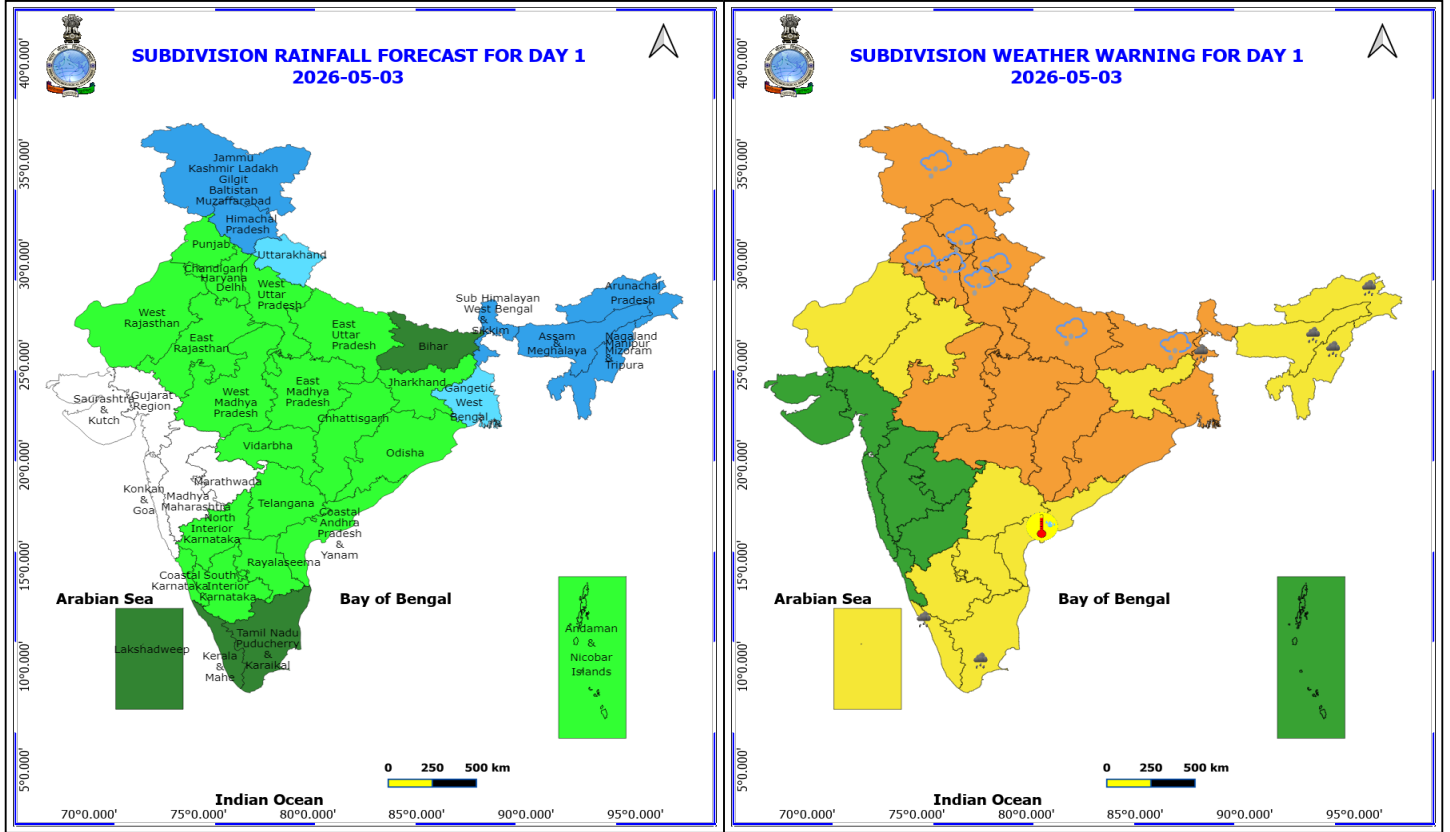 SUBDIVISION RAINFALL FORECAST FOR DAY 1
2026-05-03
40°0.000'
35°0.000'
30°0.000'
25°0.000'
20°0.000'
15°0.000'
10°0.000'
5°0.000'
Jammu
Kashmir Ladakh
Gilgit
Baltistan
Muzaffarabad
Himachal
Pradesh
Punjab
Uttarakhand
Chandigarh
Haryana
Delhi
West
Uttar
Pradesh
West
Rajasthan
East
Rajasthan
East
Uttar
Pradesh
Bihar
Sub Himalayan
West Bengal
&
Sikkim
Arunachal
Pradesh
Assam
&
Meghalaya
Nagaland
Manipur
Mizoram
&
Tripura
Jharkhand
Gangetic
West
Bengal
Saurashtra
&
Kutch
Gujarat
Region
West
Madhya
Pradesh
East
Madhya
Pradesh
Chhattisgarh
Vidarbha
Odisha
Konkan
&
Goa
Madhya
Maharashtra
Marathwada
Telangana
North
Interior
Karnataka
Coastal
Andhra
Pradesh
&
Yanam
Rayalaseema
Coastal
Karnataka
South
Interior
Karnataka
Arabian Sea
Bay of Bengal
Lakshadweep
Kerala
&
Mahe
Tamil Nadu
Puducherry
&
Karaikal
Andaman
&
Nicobar
Islands
0 250 500 km
Indian Ocean
70°0.000' 75°0.000' 80°0.000' 85°0.000' 90°0.000' 95°0.000'
SUBDIVISION WEATHER WARNING FOR DAY 1
2026-05-03
40°0.000'
35°0.000'
30°0.000'
25°0.000'
20°0.000'
15°0.000'
10°0.000'
5°0.000'
Arabian Sea
Bay of Bengal
0 250 500 km
Indian Ocean
70°0.000' 75°0.000' 80°0.000' 85°0.000' 90°0.000' 95°0.000'